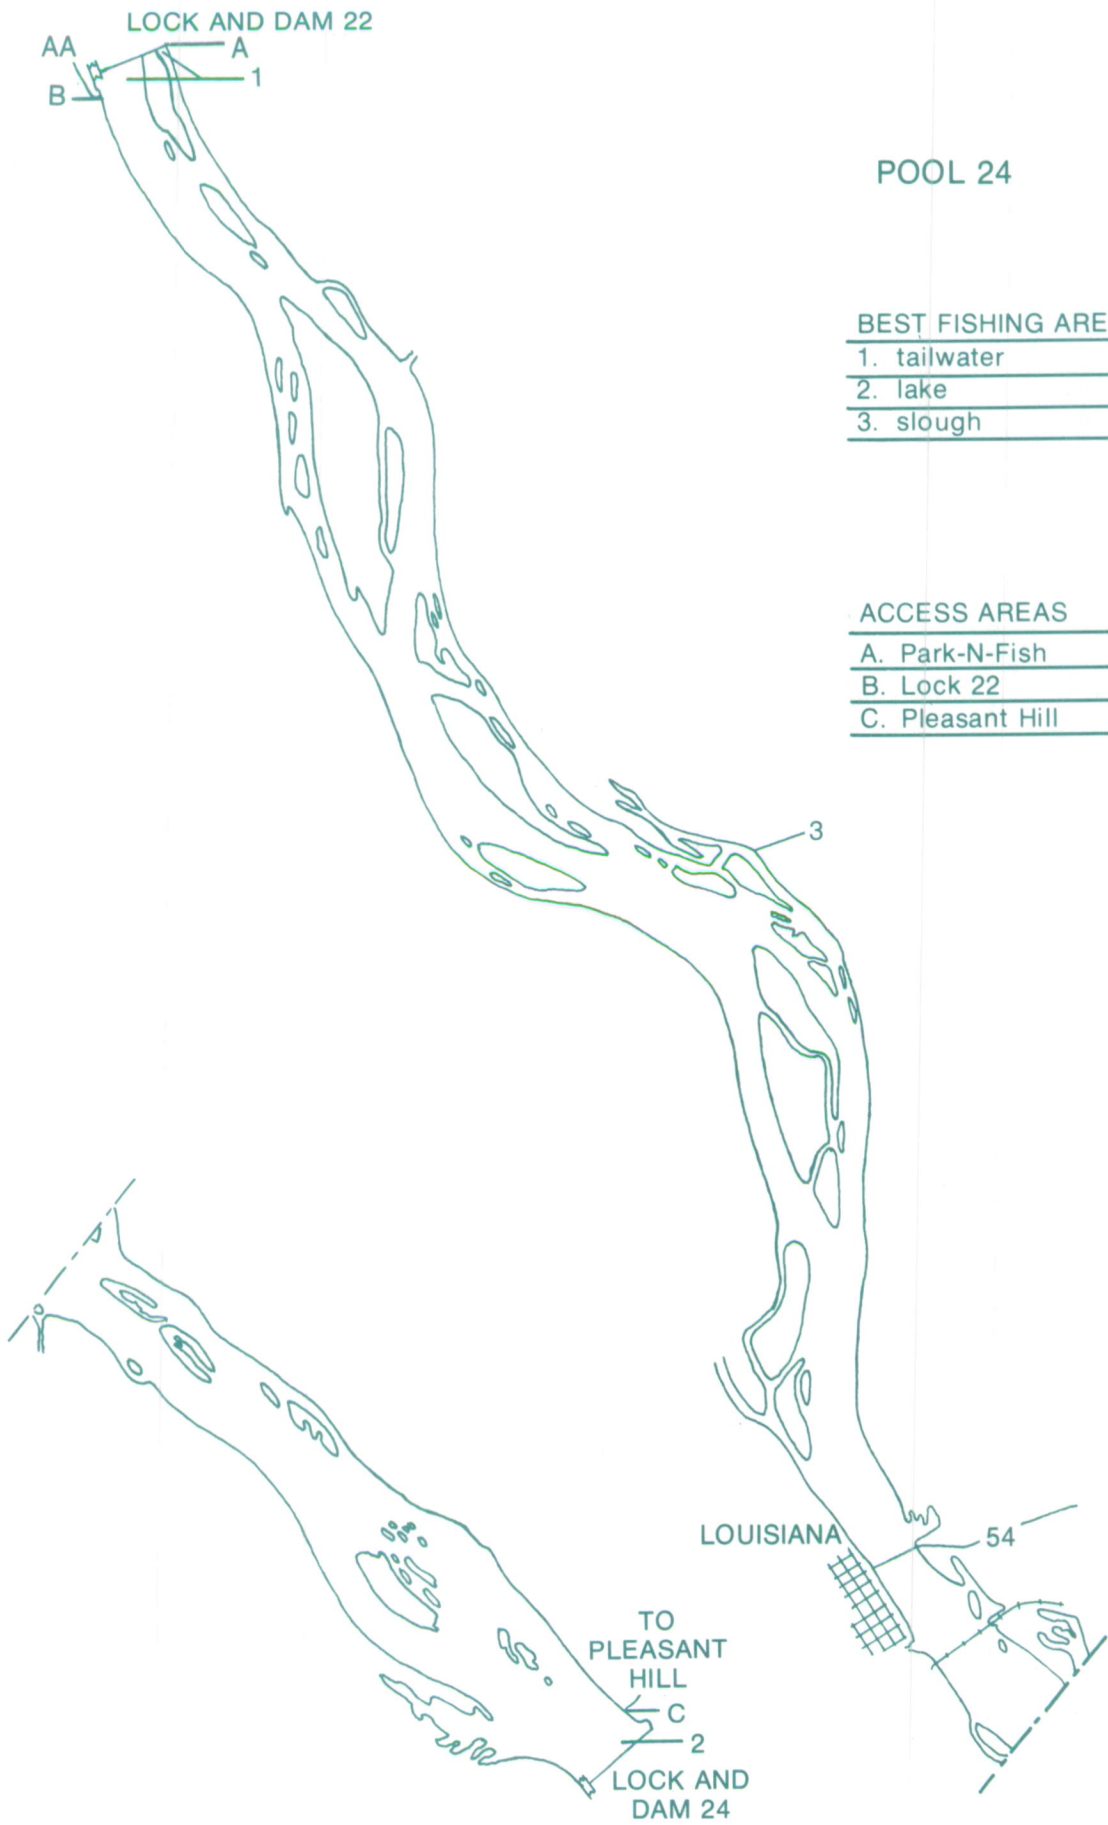 LOCK AND DAM 22
AA
A
1
B
POOL 24
BEST FISHING ARE
1. tailwater
2. lake
3. slough
ACCESS AREAS
A. Park-N-Fish
B. Lock 22
C. Pleasant Hill
3
LOUISIANA
54
TO
PLEASANT
HILL
C
2
LOCK AND
DAM 24